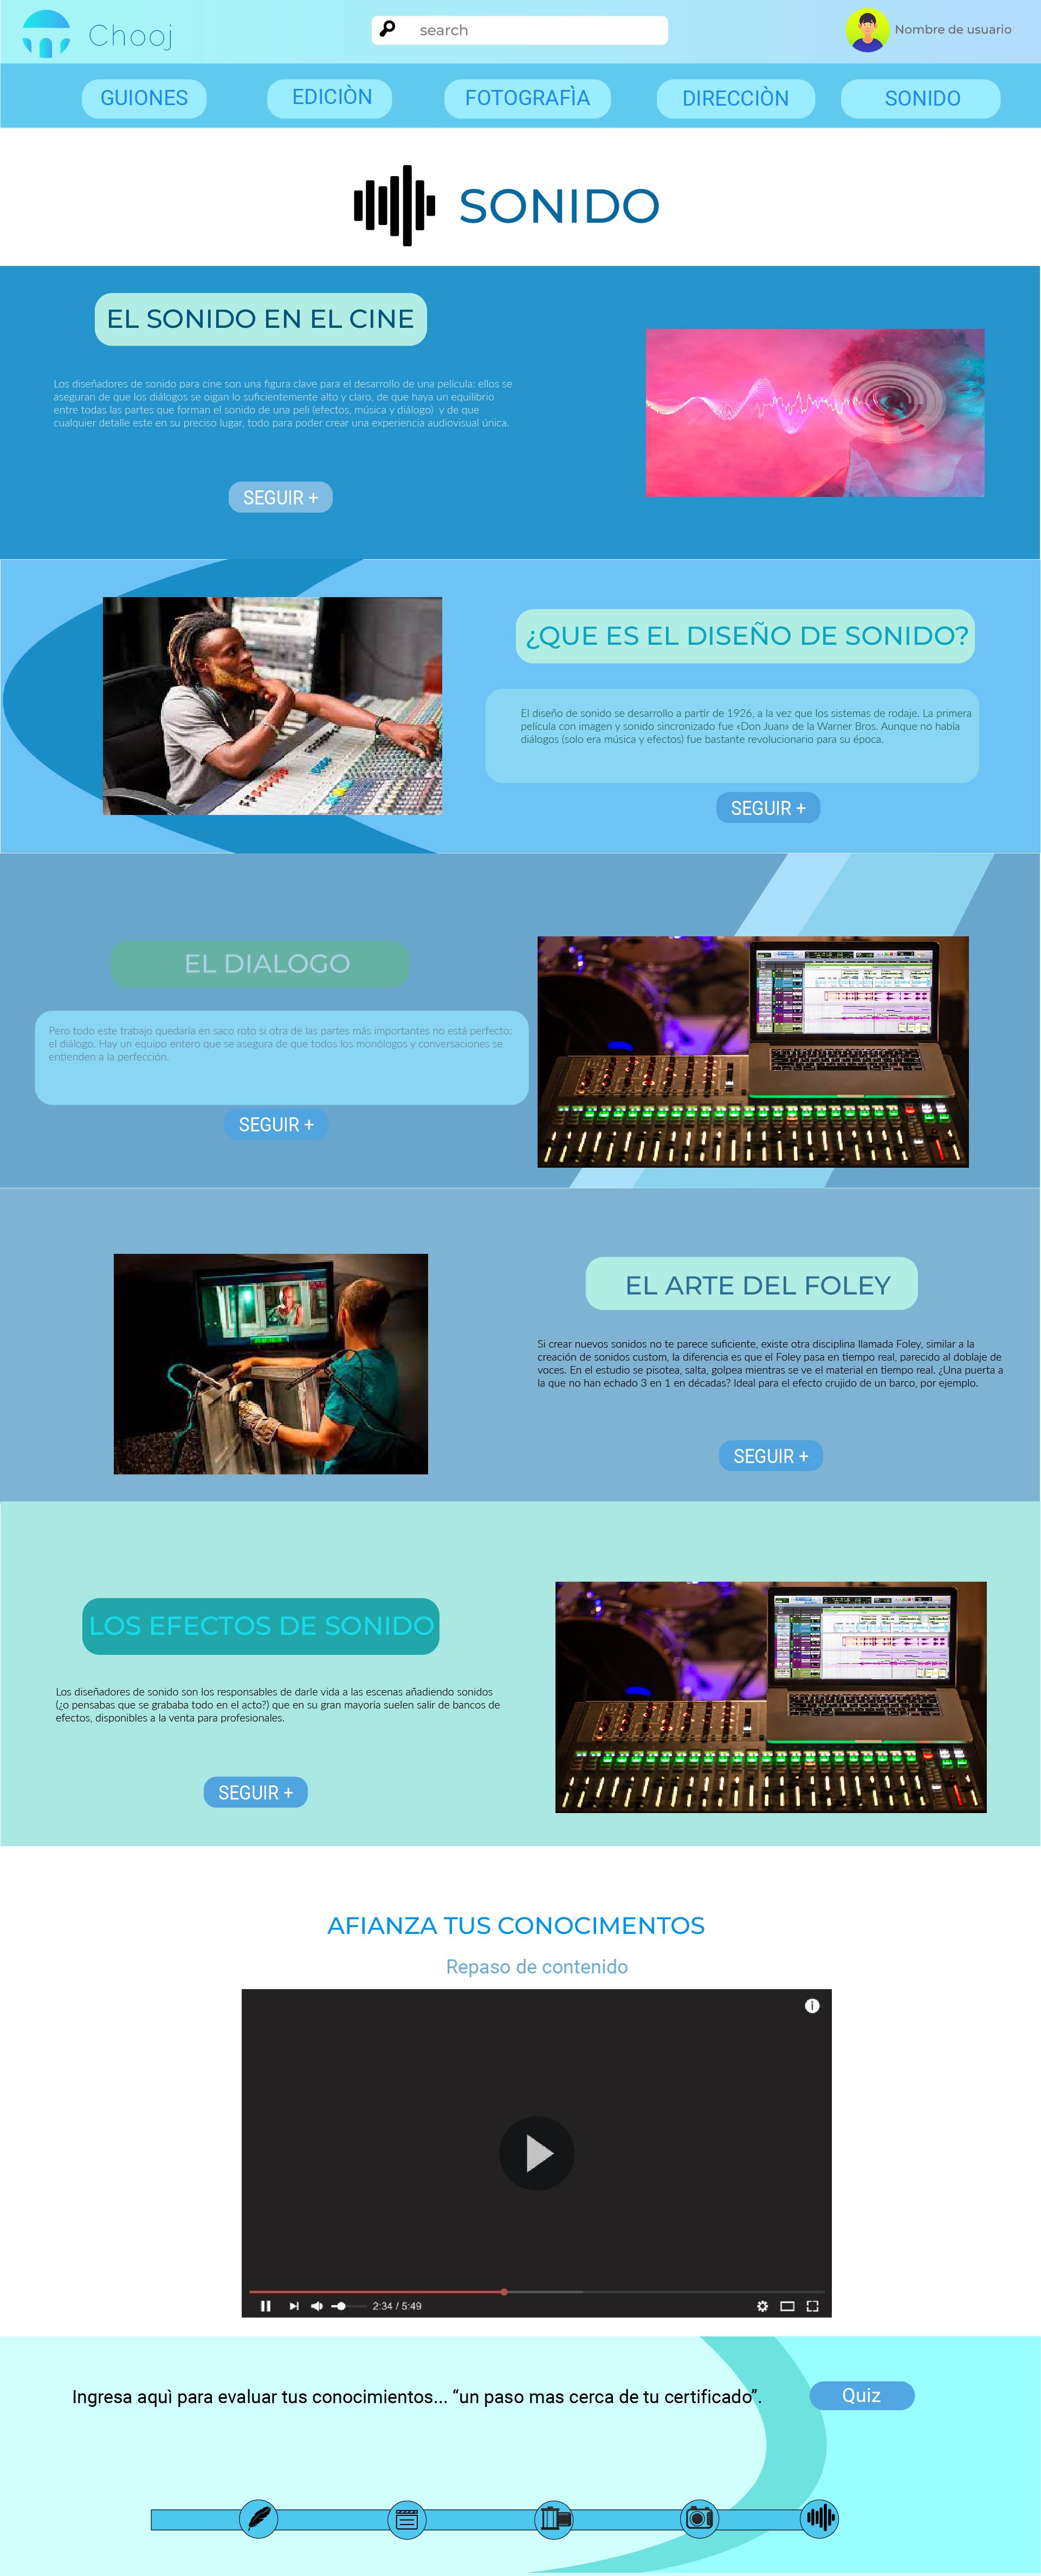 Chooj
search
Nombre de usuario
GUIONES
EDICIÒN
FOTOGRAFÌA
DIRECCIÒN
SONIDO
SONIDO
EL SONIDO EN EL CINE
Los diseñadores de sonido para cine son una figura clave para el desarrollo de una película: ellos se
aseguran de que los diálogos se oigan lo suficientemente alto y claro, de que haya un equilibrio
entre todas las partes que forman el sonido de una peli (efectos, música y diálogo) y de que
cualquier detalle este en su preciso lugar, todo para poder crear una experiencia audiovisual única.
SEGUIR +
¿QUE ES EL DISEÑO DE SONIDO?
El diseño de sonido se desarrollo a partir de 1926, a la vez que los sistemas de rodaje. La primera
película con imagen y sonido sincronizado fue «Don Juan» de la Warner Bros. Aunque no había
diálogos (solo era música y efectos) fue bastante revolucionario para su época.
SEGUIR +
EL DIALOGO
Pero todo este trabajo quedaría en saco roto si otra de las partes más importantes no está perfecto:
el diálogo. Hay un equipo entero que se asegura de que todos los monólogos y conversaciones se
entienden a la perfección.
SEGUIR +
EL ARTE DEL FOLEY
Si crear nuevos sonidos no te parece suficiente, existe otra disciplina llamada Foley, similar a la
creación de sonidos custom, la diferencia es que el Foley pasa en tiempo real, parecido al doblaje de
voces. En el estudio se pisotea, salta, golpea mientras se ve el material en tiempo real. ¿Una puerta a
la que no han echado 3 en 1 en décadas? Ideal para el efecto crujido de un barco, por ejemplo.
SEGUIR +
LOS EFECTOS DE SONIDO
Los diseñadores de sonido son los responsables de darle vida a las escenas añadiendo sonidos
(¿o pensabas que se grababa todo en el acto?) que en su gran mayoría suelen salir de bancos de
efectos, disponibles a la venta para profesionales.
SEGUIR +
AFIANZA TUS CONOCIMENTOS
Repaso de contenido
2:34 / 5:49
Ingresa aquì para evaluar tus conocimientos... “un paso mas cerca de tu certificado”.
Quiz